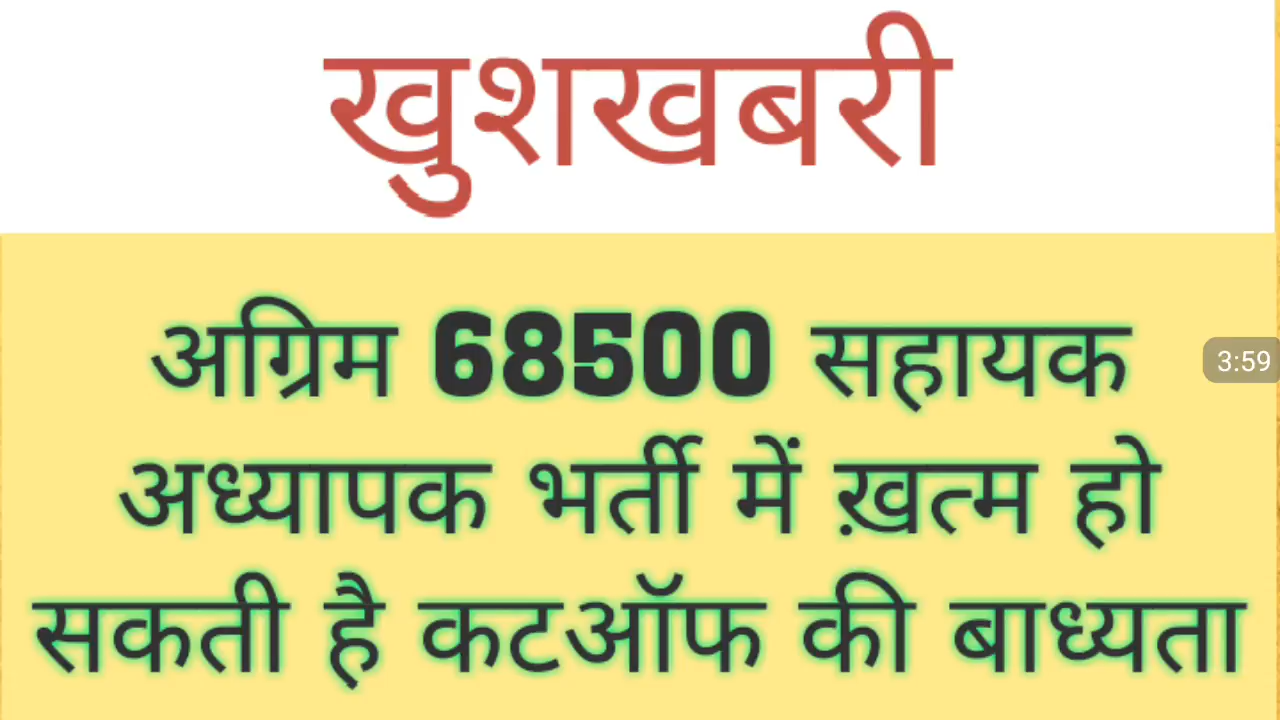 खुशखबरी
अग्रिम 68500 सहायक
3:59
अध्यापक भर्ती में ख़त्म हो
सकती है कटऑफ की बाध्यता